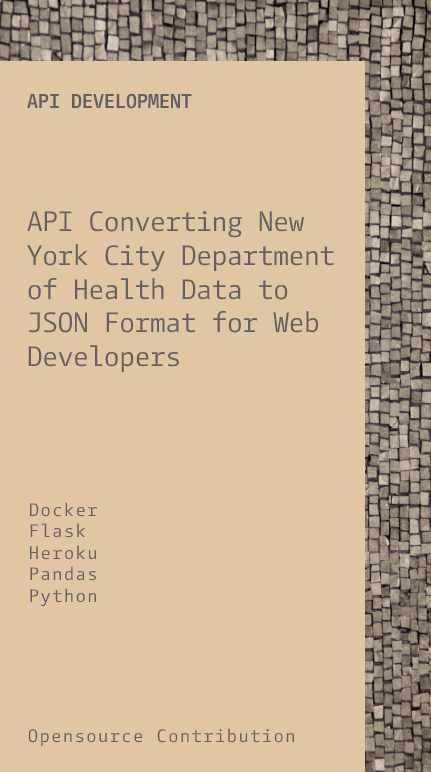 API DEVELOPMENT
API Converting New
York City Department
of Health Data to
JSON Format for Web
Developers
Docker
Flask
Heroku
Pandas
Python
Opensource Contribution